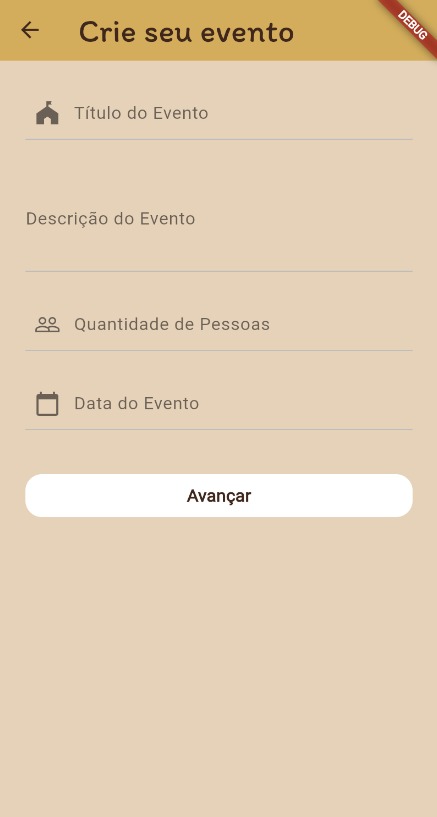 Crie seu evento
DEBUG
Título do Evento
Descrição do Evento
Quantidade de Pessoas
Data do Evento
Avançar